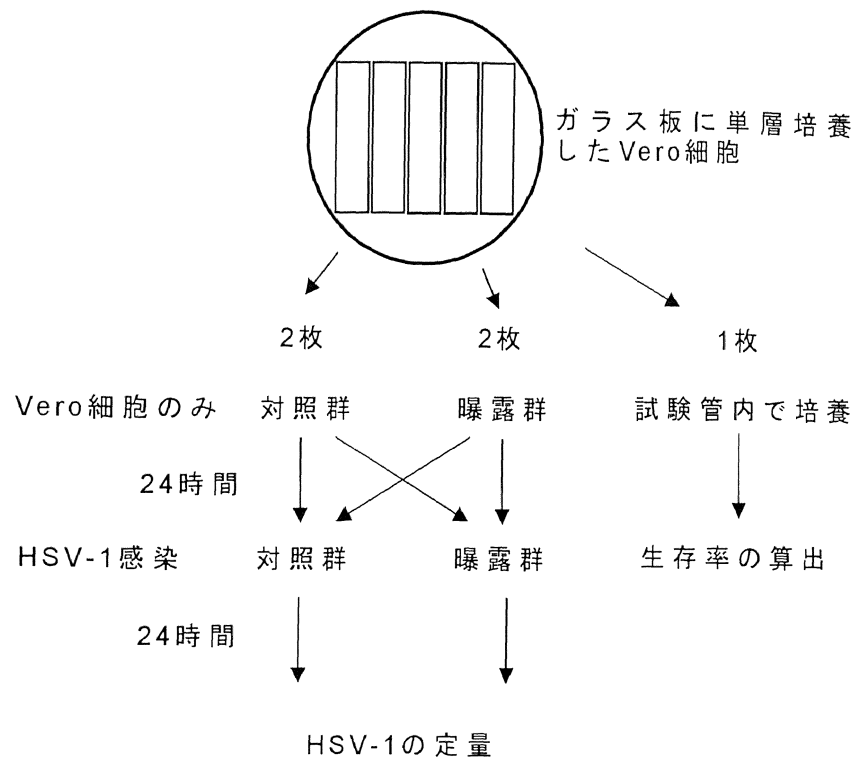 ガラス板に単層培養
したVero細胞
2枚 2枚 1枚
Vero細胞のみ 対照群 曝露群 試験管内で培養
24時間
HSV-1感染 対照群 曝露群 生存率の算出
24時間
HSV-1の定量